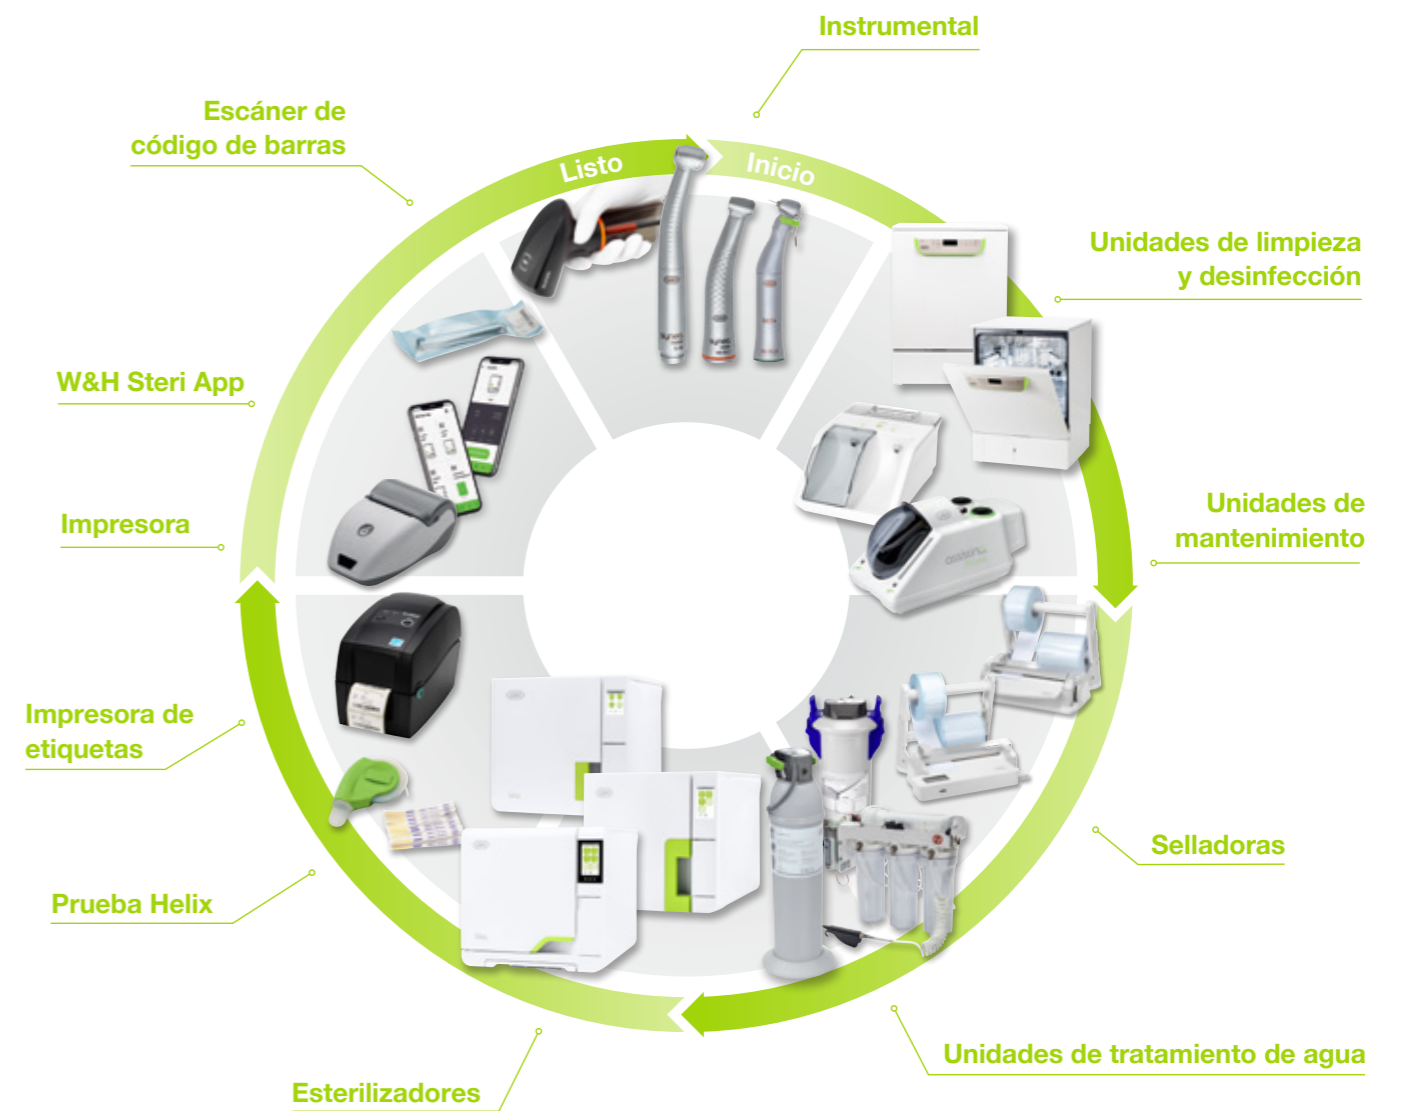 Instrumental
Escáner de
código de barras
Listo
Inicio
Unidades de limpieza
y desinfección
W&H Steri App
Impresora
Unidades de
mantenimiento
assistina
Impresora de
etiquetas
Selladoras
Prueba Helix
Unidades de tratamiento de agua
Esterilizadores